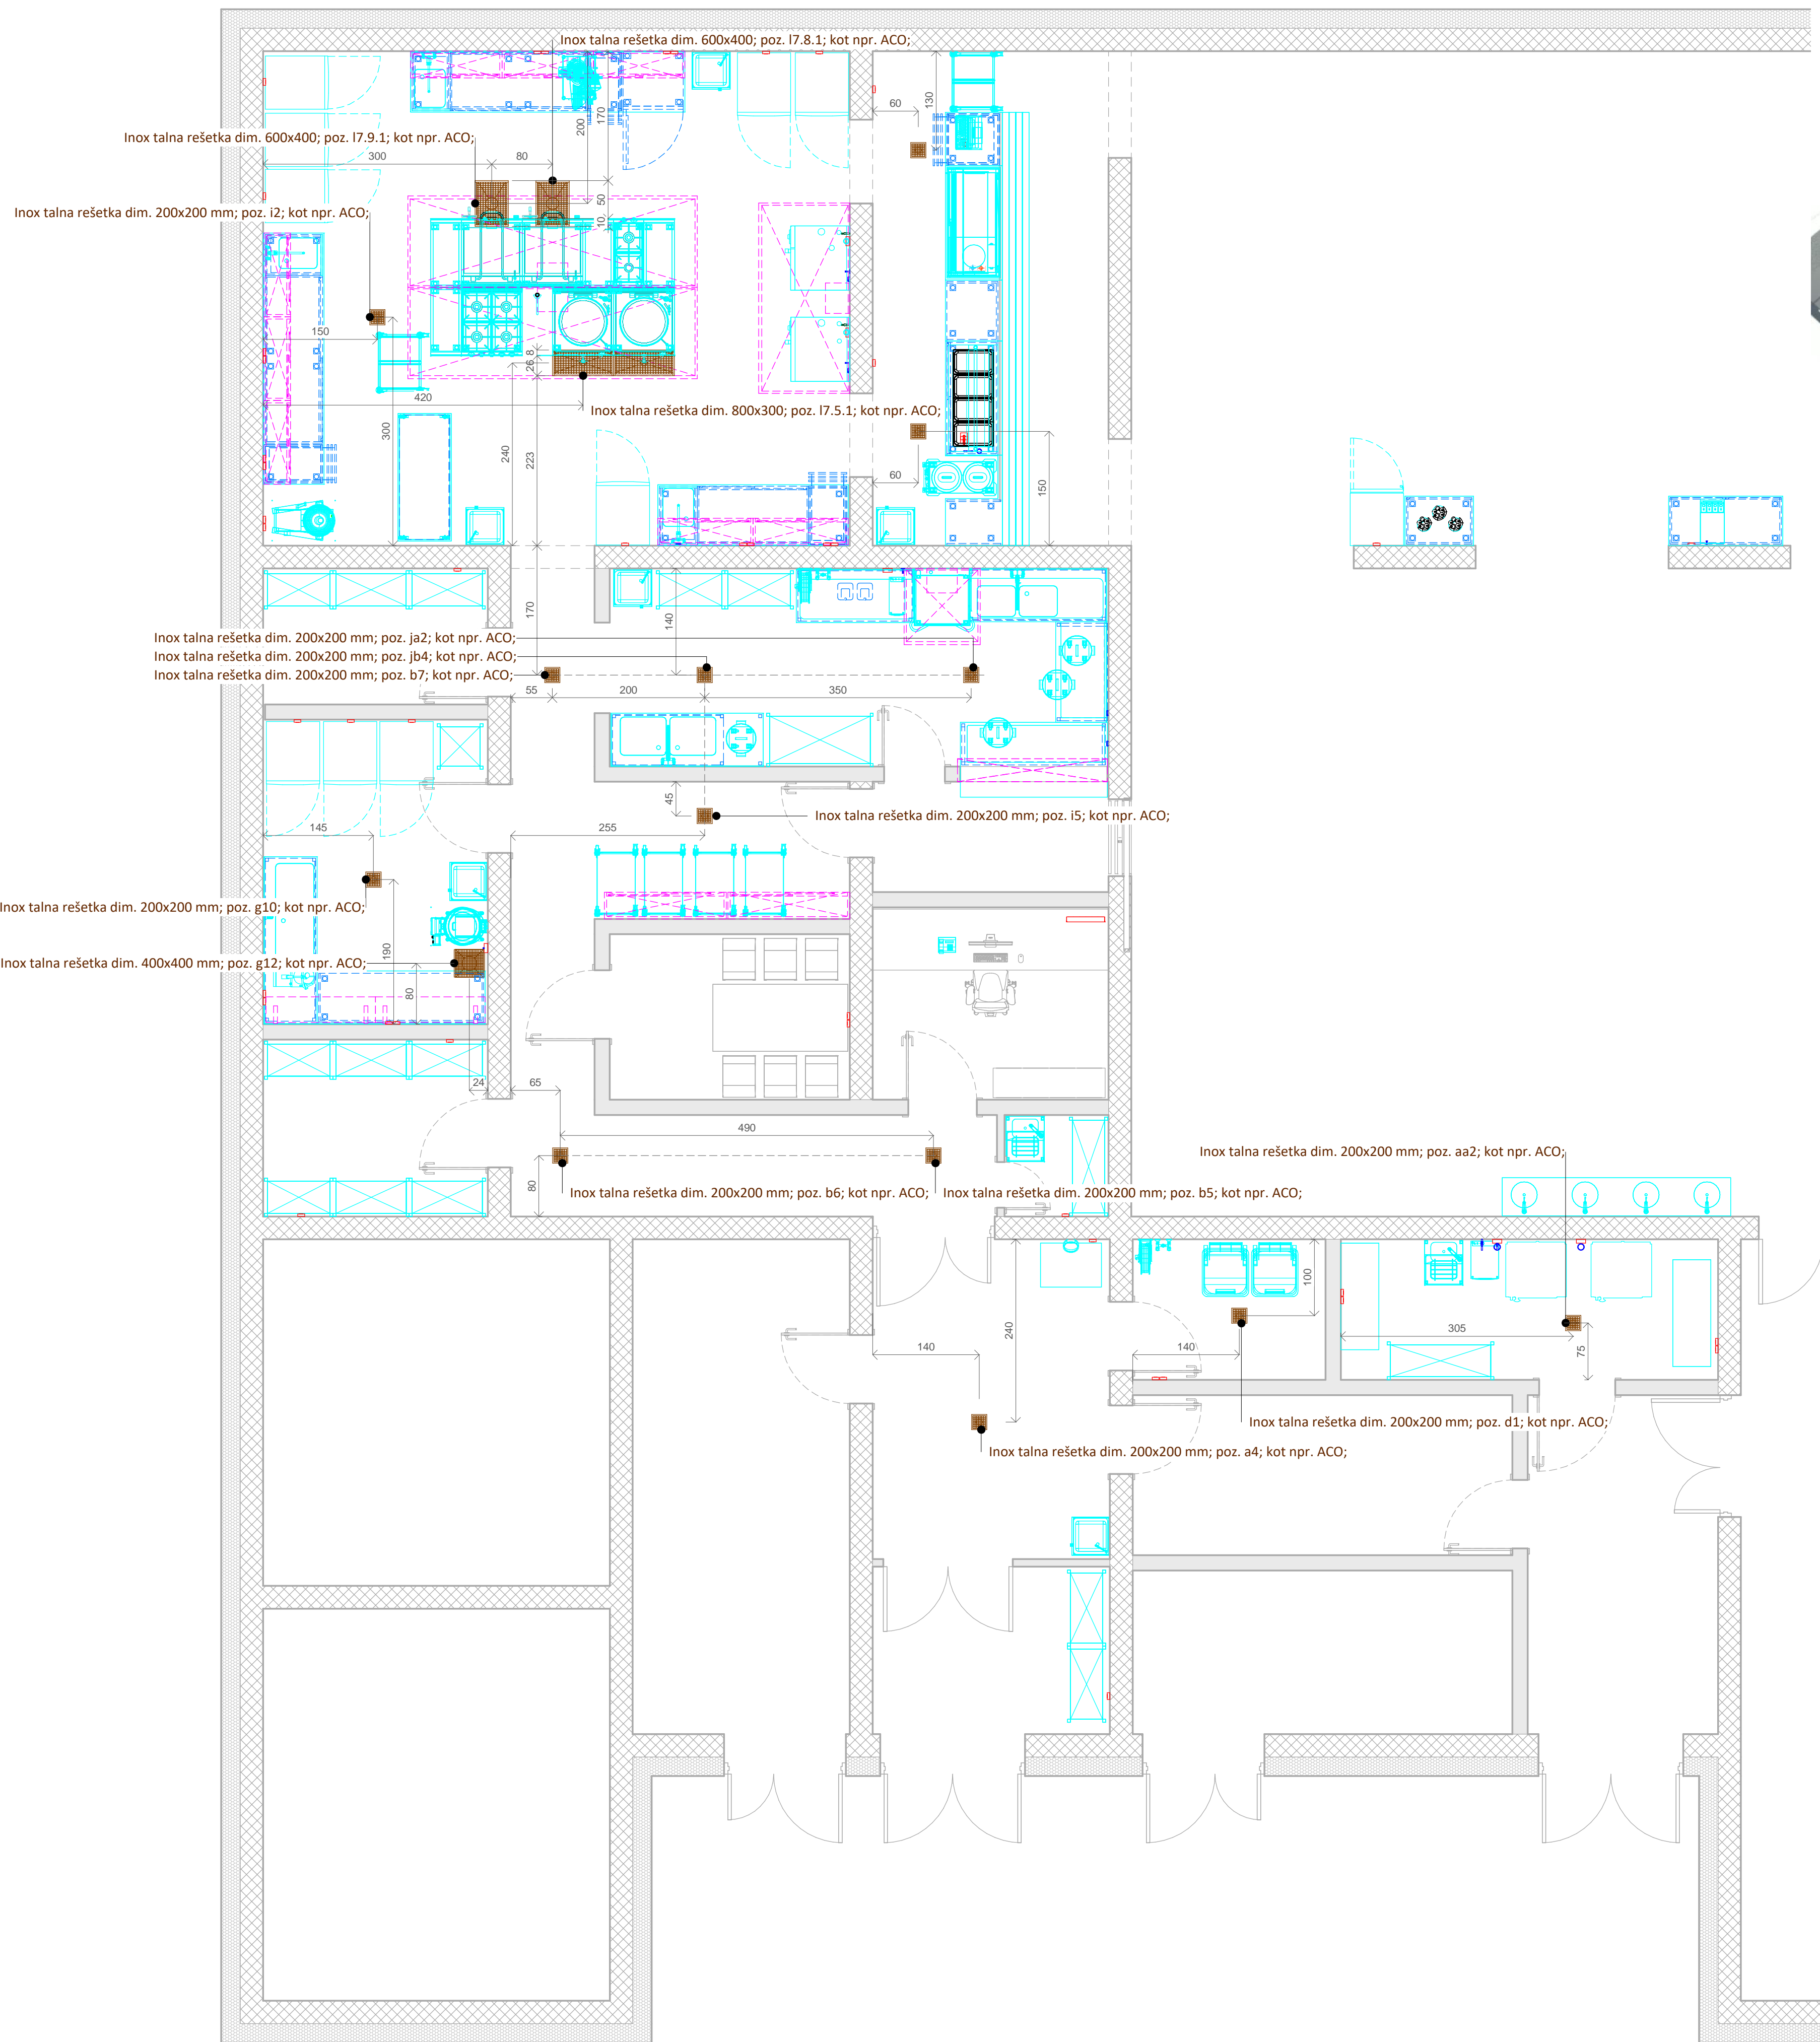 Inox talna rešetka dim. 600x400; poz. l7.8.1; kot npr. ACO;
60
130
170
200
Inox talna rešetka dim. 600x400; poz. l7.9.1; kot npr. ACO;
300
80
50
10
Inox talna rešetka dim. 200x200 mm; poz. i2; kot npr. ACO;
150
26.8
420
Inox talna rešetka dim. 800x300; poz. l7.5.1; kot npr. ACO;
300
240
223
60
150
170
140
Inox talna rešetka dim. 200x200 mm; poz. ja2; kot npr. ACO;
Inox talna rešetka dim. 200x200 mm; poz. jb4; kot npr. ACO;
Inox talna rešetka dim. 200x200 mm; poz. b7; kot npr. ACO;
55
200
350
45
Inox talna rešetka dim. 200x200 mm; poz. i5; kot npr. ACO;
145
255
Inox talna rešetka dim. 200x200 mm; poz. g10; kot npr. ACO;
190
Inox talna rešetka dim. 400x400 mm; poz. g12; kot npr. ACO;
80
24
65
490
80
Inox talna rešetka dim. 200x200 mm; poz. aa2; kot npr. ACO;
Inox talna rešetka dim. 200x200 mm; poz. b6; kot npr. ACO;
Inox talna rešetka dim. 200x200 mm; poz. b5; kot npr. ACO;
100
240
305
140
140
75
Inox talna rešetka dim. 200x200 mm; poz. d1; kot npr. ACO;
Inox talna rešetka dim. 200x200 mm; poz. a4; kot npr. ACO;